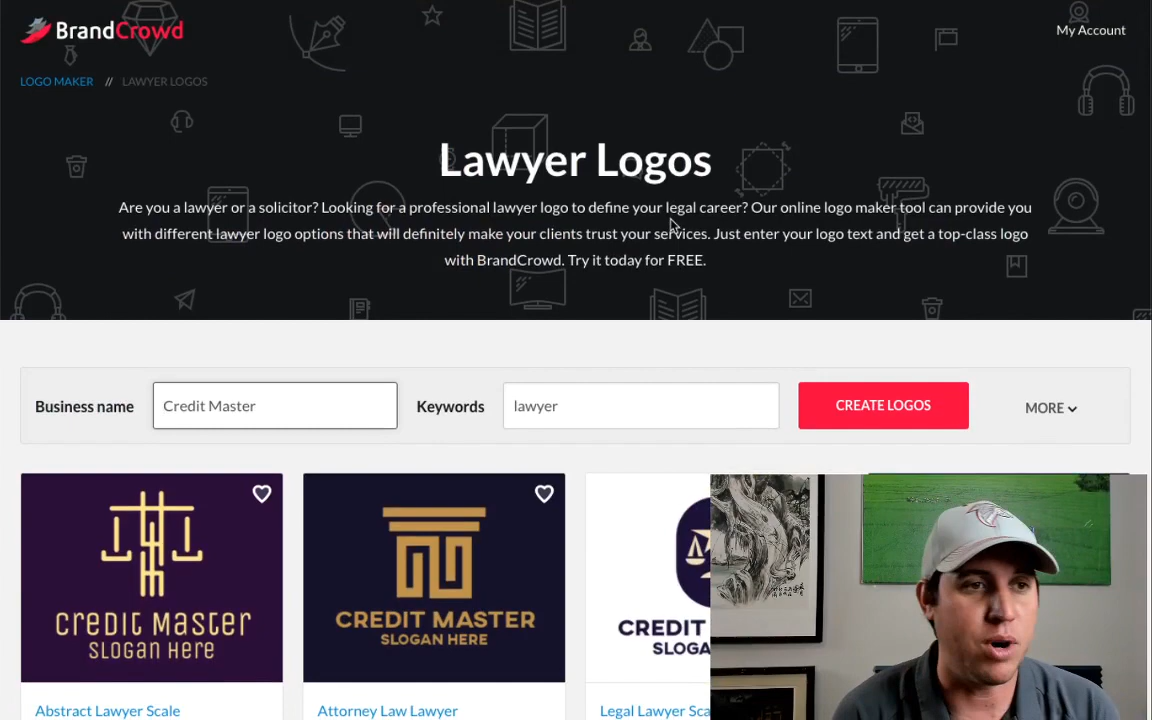 BrandCrowd
My Account
LOGO MAKER // LAWYER LOGOS
Lawyer Logos
Are you a lawyer or a solicitor? Looking for a professional lawyer logo to define your legal career? Our online logo maker tool can provide you
with different lawyer logo options that will definitely make your clients trust your services. Just enter your logo text and get a top-class logo
with BrandCrowd. Try it today for FREE.
Business name
Credit Master
Keywords
lawyer
CREATE LOGOS
MORE
CREDIT MASTER
SLOGAN HERE
CREDIT MASTER
SLOGAN HERE
CREDIT
SLOGA
Abstract Lawyer Scale
Attorney Law Lawyer
Legal Lawyer Sca